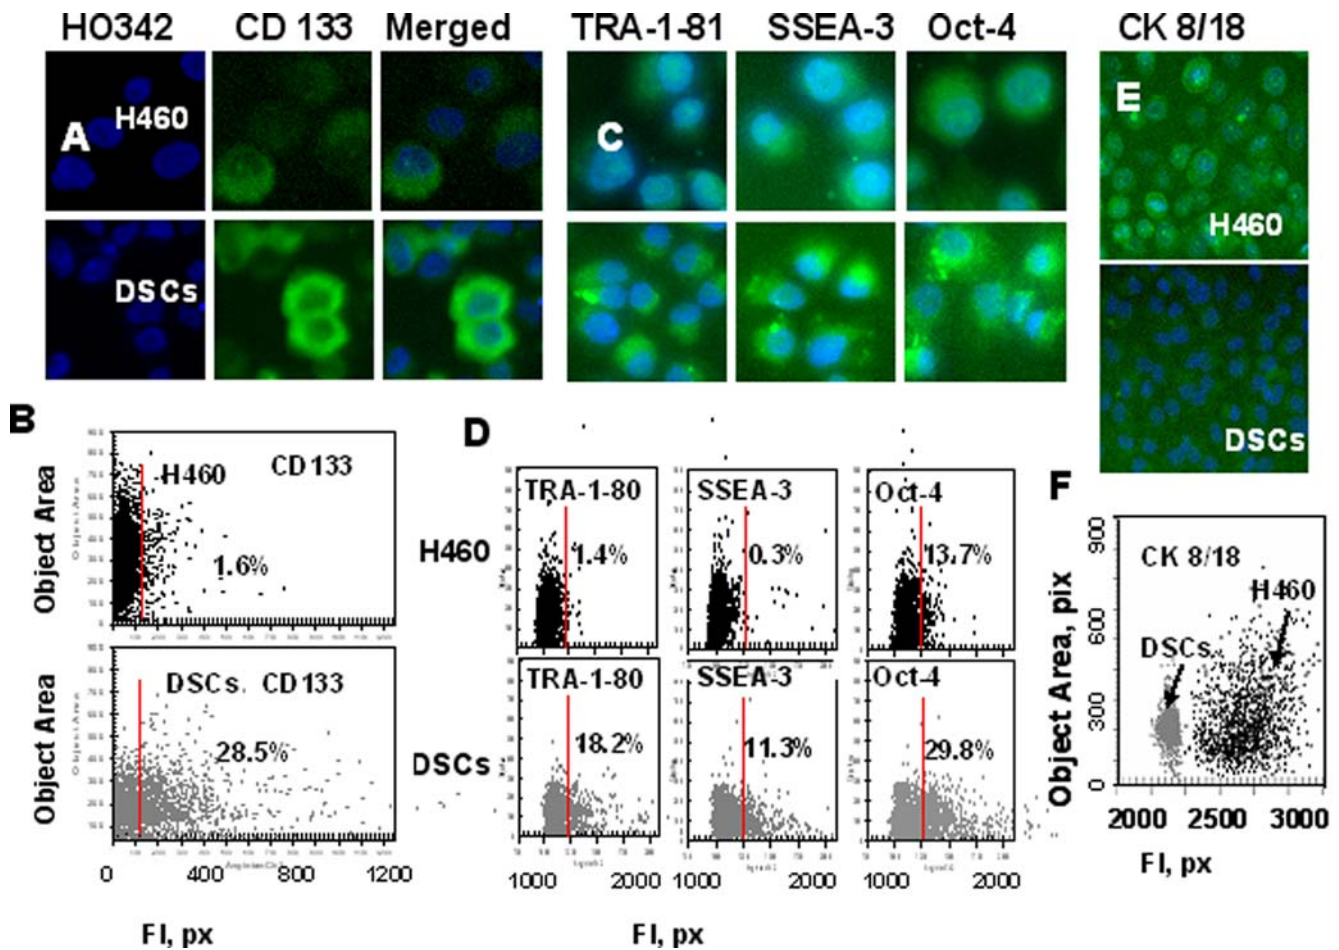 HO342 CD 133 Merged TRA-1-81 SSEA-3 Oct-4 CK 8/18
A H460
C
E
H460
DSCs
DSCs
B
Object Area
H460 CD133
1.6%
Object Area
DSCs. CD133
28.5%
0 400 800 1200
FI, px
D
H460
TRA-1-80
1.4%
SSEA-3
0.3%
Oct-4
13.7%
DSCs
TRA-1-80
18.2%
SSEA-3
11.3%
Oct-4
29.8%
1000 2000 1000 2000 1000 2000
FI, px
F
Object Area, pix
900
600
300
0
CK 8/18
H460
DSCs
2000 2500 3000
FI, px